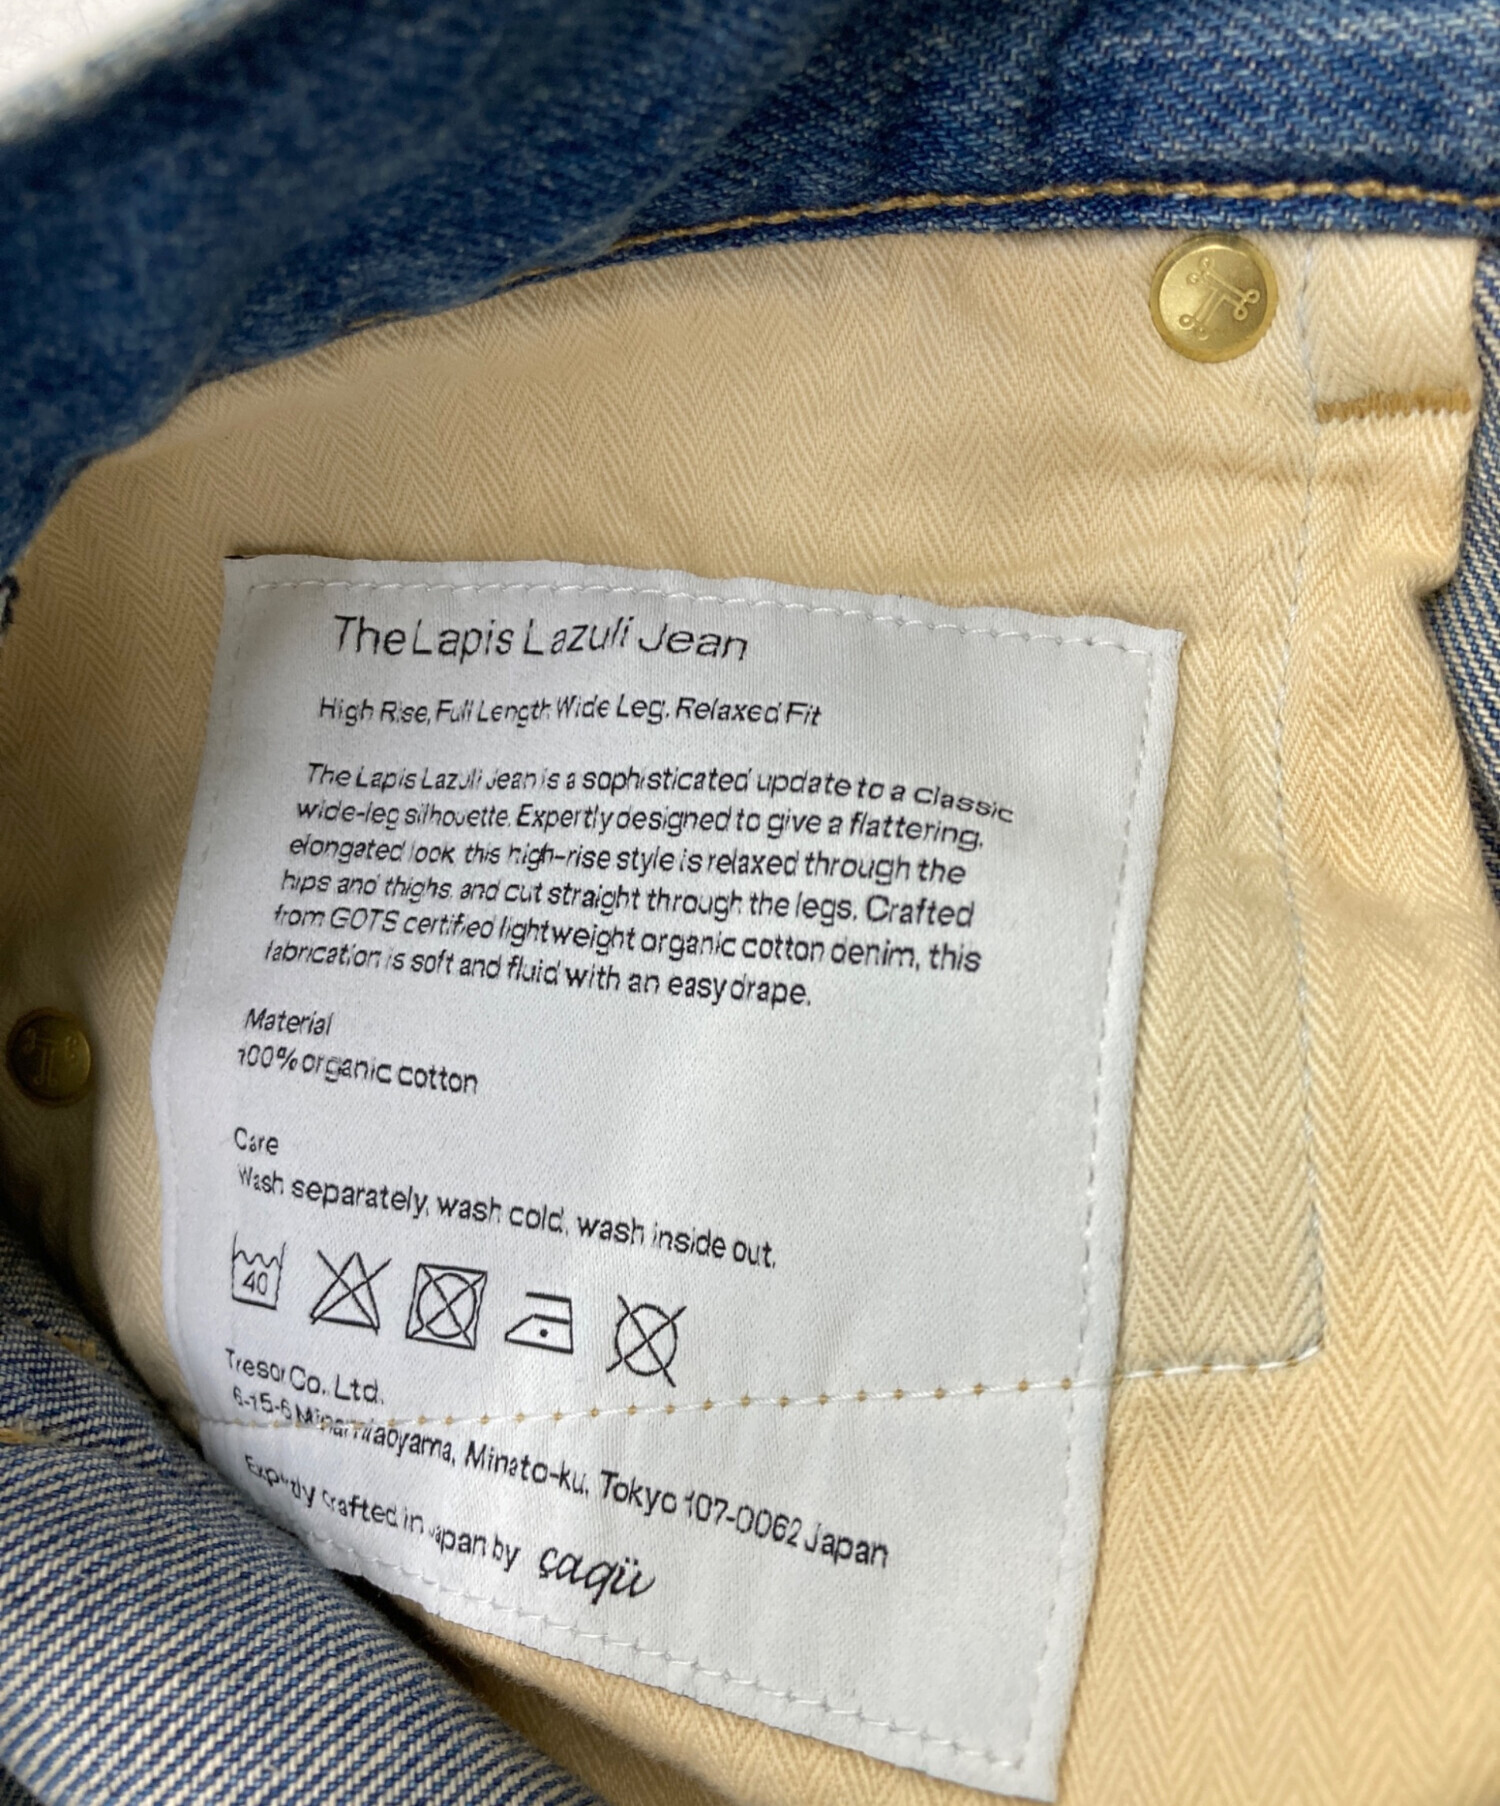 The Lapis Lazuli Jean
High Rise, Full Length Wide Leg, Relaxed Fit
The Lapis Lazuli Jean is a sophisticated update to a classic
wide-leg silhouette. Expertly designed to give a flattering,
elongated look, this high-rise style is relaxed through the
hips and thighs, and cut straight through the legs. Crafted
from GOTS certified lightweight organic cotton denim, this
fabrication is soft and fluid with an easy drape.
Material
100% organic cotton
Care
Wash separately, wash cold, wash inside out.
40
Tresor Co., Ltd.
6-15-6 Minamiaoyama, Minato-ku, Tokyo 107-0062 Japan
Expertly crafted in Japan by çaqü